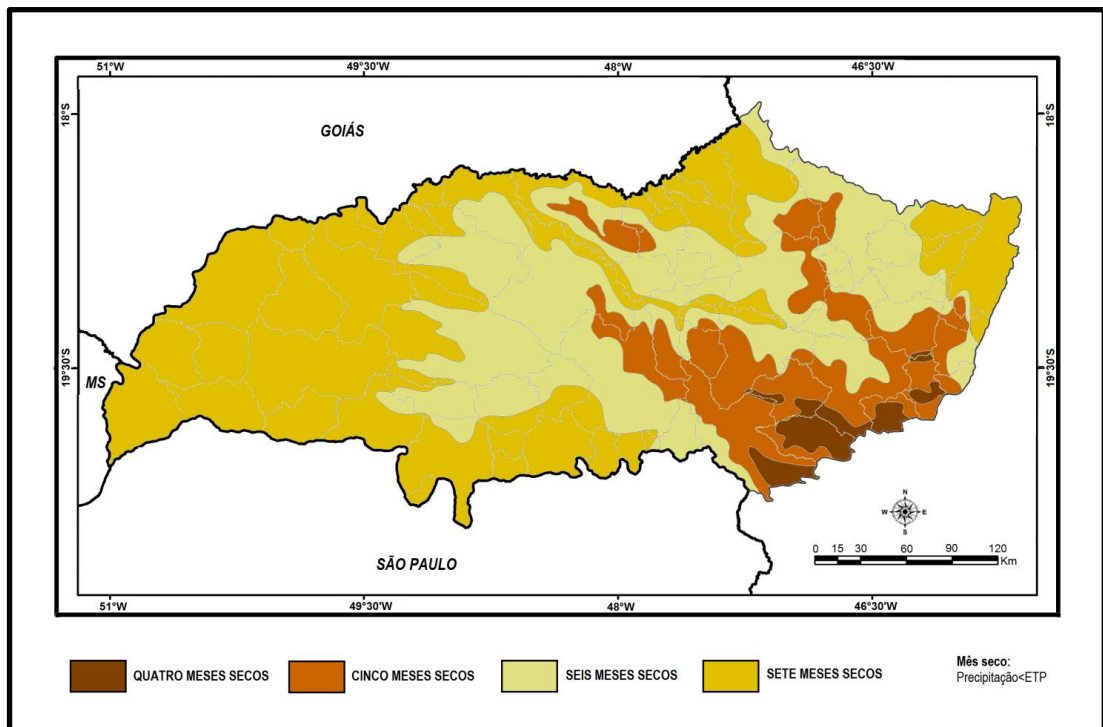 51°W 49°30'W 48°W 46°30'W
18°S 18°S
GOIÁS
19°30'S 19°30'S
MS
N
W E
S
SÃO PAULO
0 15 30 60 90 120
Km
51°W 49°30'W 48°W 46°30'W
QUATRO MESES SECOS CINCO MESES SECOS SEIS MESES SECOS SETE MESES SECOS
Mês seco:
Precipitação<ETP